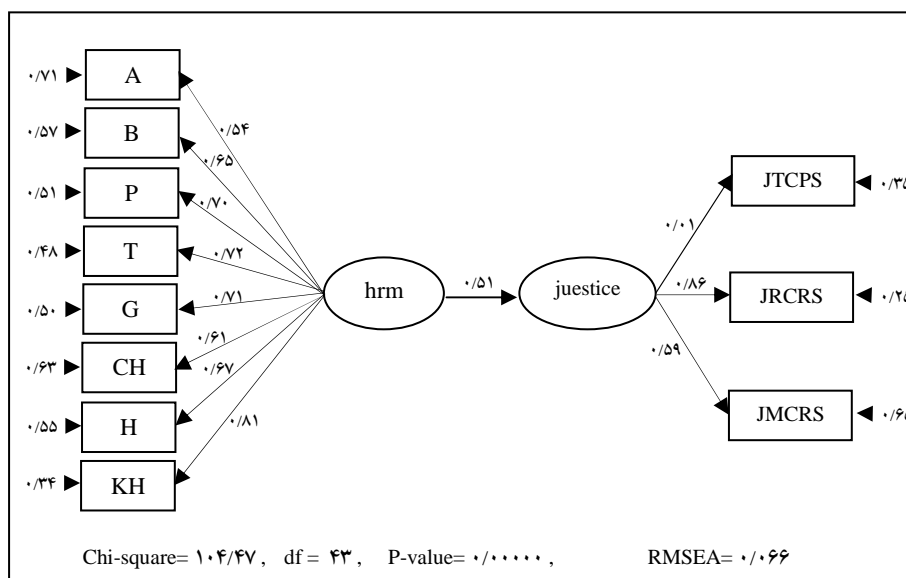 ۰/۷۱ A
۰/۵۴
۰/۵۷ B
۰/۶۵
۰/۵۱ P
۰/۷۰
۰/۴۸ T
۰/۷۲
۰/۵۰ G
۰/۷۱
۰/۶۳ CH
۰/۶۱
۰/۵۵ H
۰/۶۷
۰/۳۴ KH
۰/۸۱
hrm
۰/۵۱
juestice
۰/۰۱
JTCPS
۰/۸۶
JRCRS
۰/۵۹
JMCRS
Chi-square= ۱۰۴/۴۷ , df = ۴۳ , P-value= ۰/۰۰۰۰۰ , RMSEA= ۰/۰۶۶